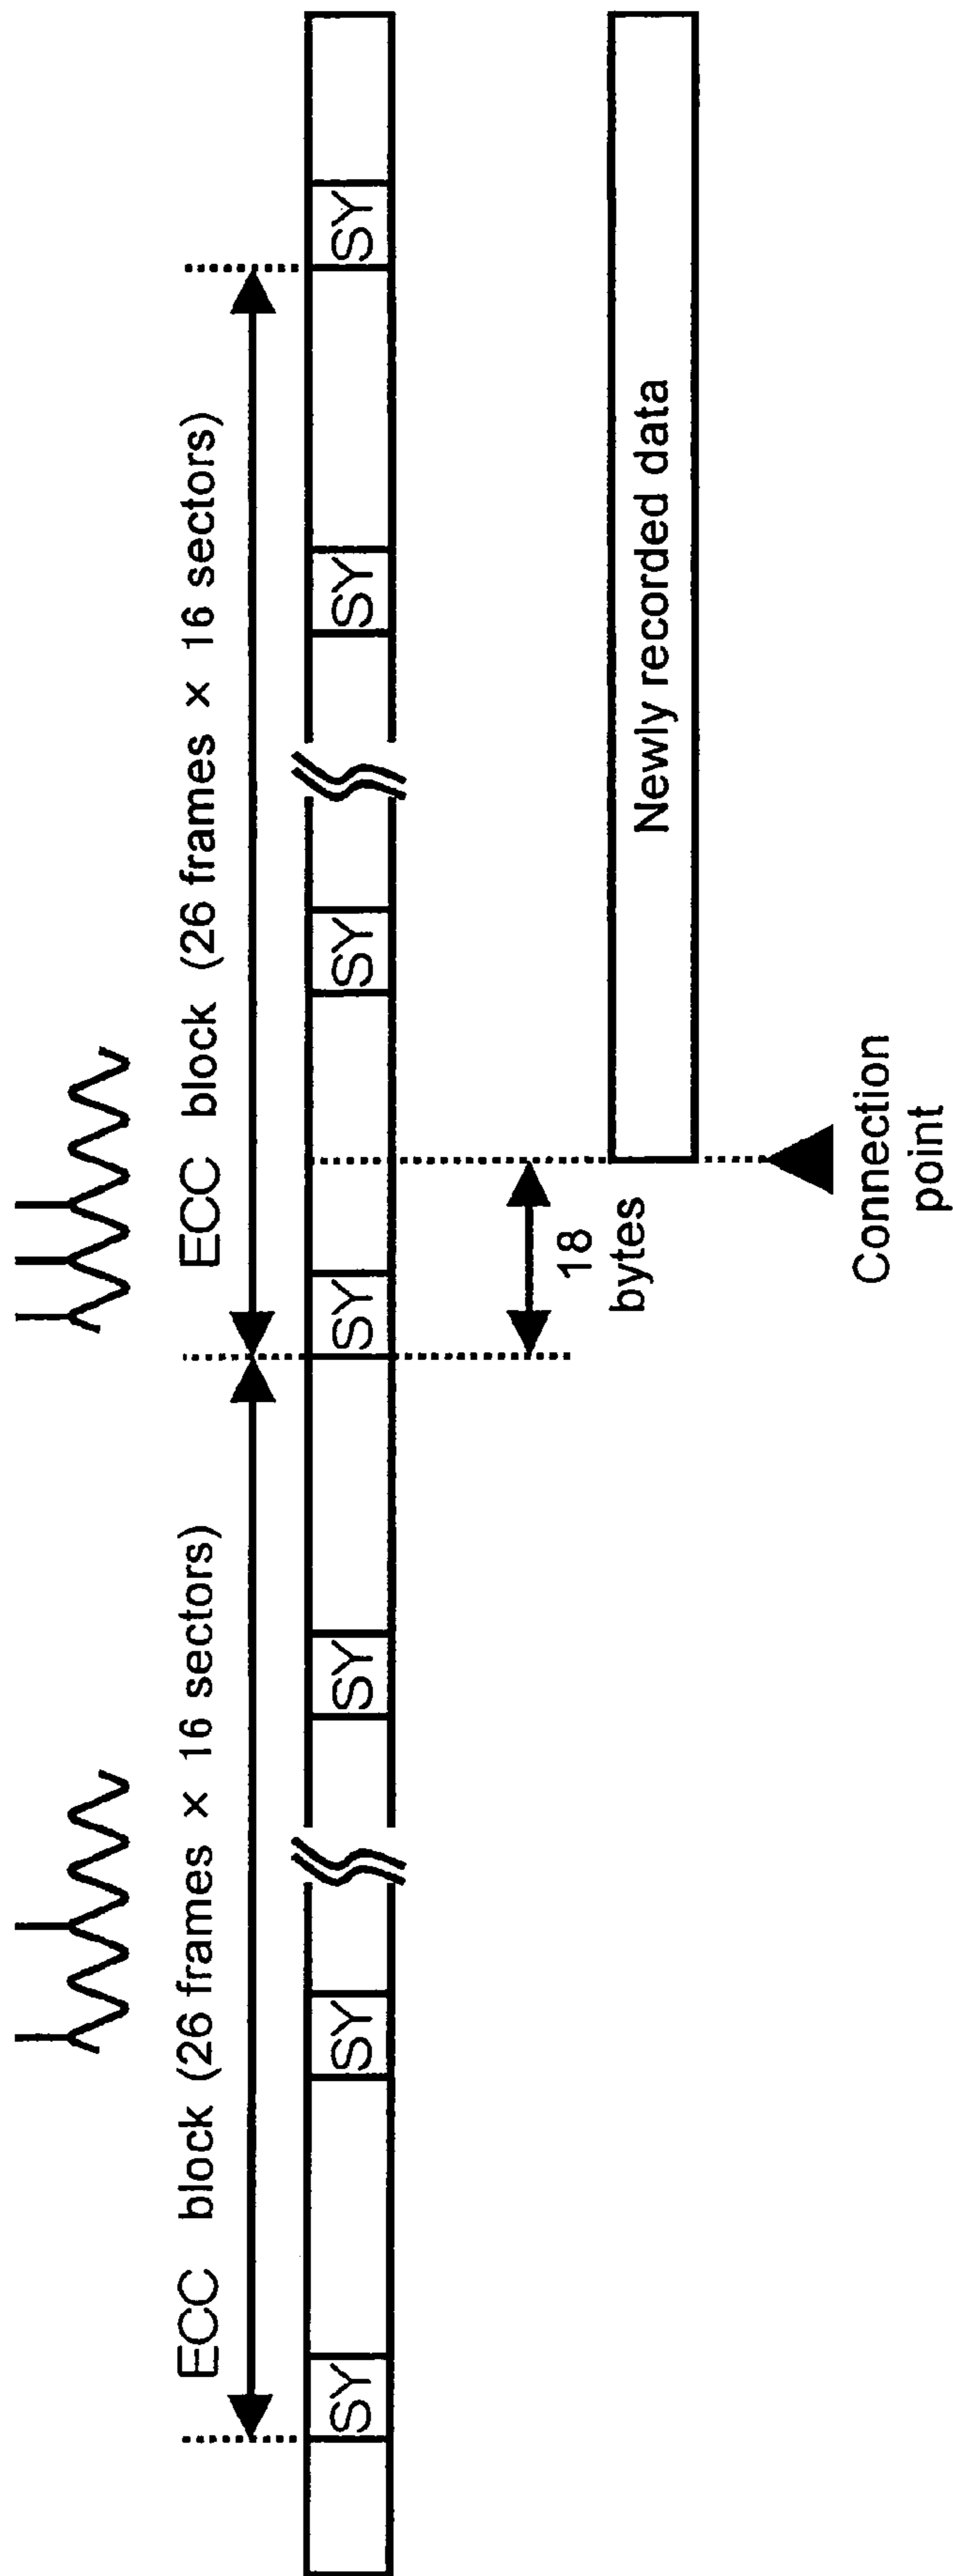 ECC block (26 frames × 16 sectors)
ECC block (26 frames × 16 sectors)
SY
SY
SY
SY
SY
SY
SY
18
bytes
Newly recorded data
Connection
point